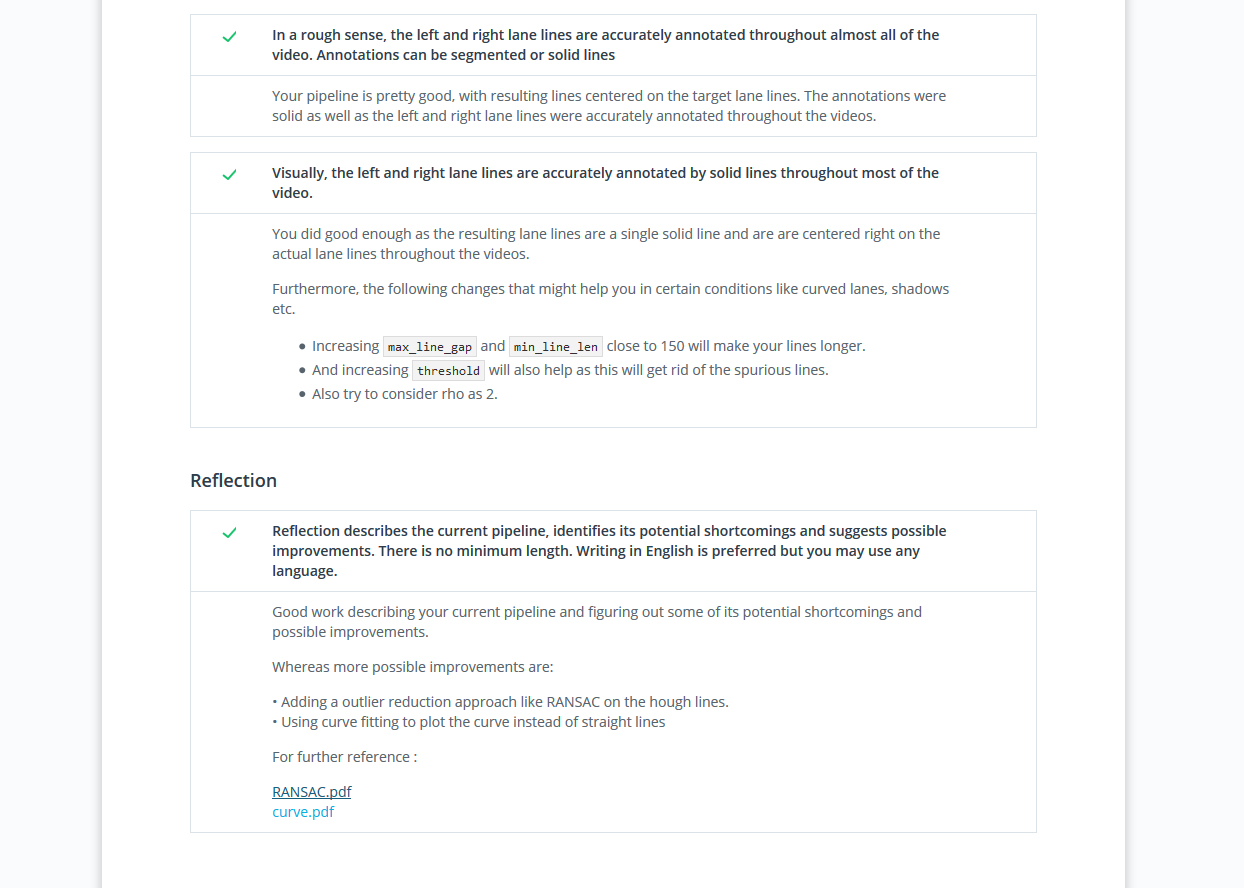 In a rough sense, the left and right lane lines are accurately annotated throughout almost all of the
video. Annotations can be segmented or solid lines
Your pipeline is pretty good, with resulting lines centered on the target lane lines. The annotations were
solid as well as the left and right lane lines were accurately annotated throughout the videos.
Visually, the left and right lane lines are accurately annotated by solid lines throughout most of the
video.
You did good enough as the resulting lane lines are a single solid line and are are centered right on the
actual lane lines throughout the videos.
Furthermore, the following changes that might help you in certain conditions like curved lanes, shadows
etc.
• Increasing max_line_gap and min_line_len close to 150 will make your lines longer.
• And increasing threshold will also help as this will get rid of the spurious lines.
• Also try to consider rho as 2.
Reflection
Reflection describes the current pipeline, identifies its potential shortcomings and suggests possible
improvements. There is no minimum length. Writing in English is preferred but you may use any
language.
Good work describing your current pipeline and figuring out some of its potential shortcomings and
possible improvements.
Whereas more possible improvements are:
• Adding a outlier reduction approach like RANSAC on the hough lines.
• Using curve fitting to plot the curve instead of straight lines
For further reference :
RANSAC.pdf
curve.pdf